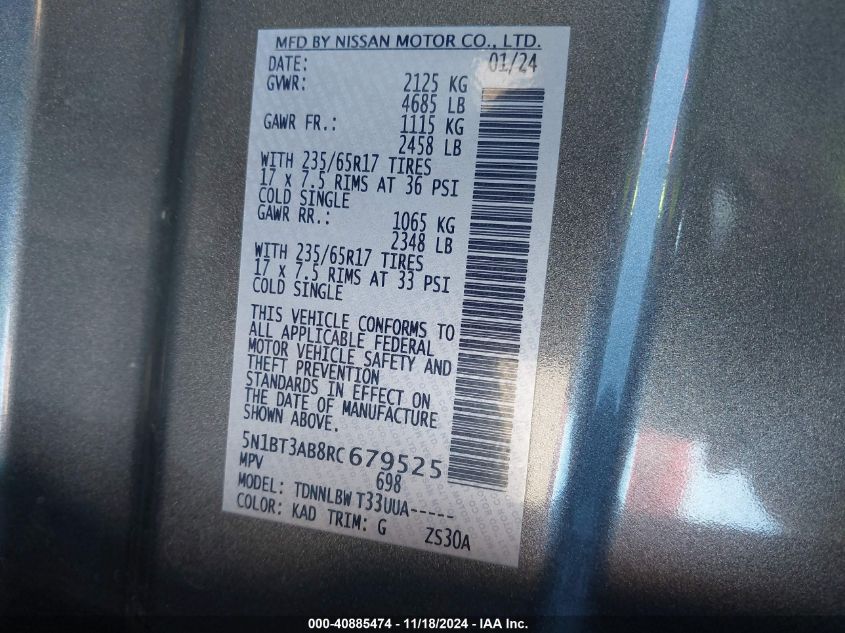 MFD BY NISSAN MOTOR CO., LTD.
DATE: 01/24
GVWR: 2125 KG
4685 LB
GAWR FR.: 1115 KG
2458 LB
WITH 235/65R17 TIRES
17 x 7.5 RIMS AT 36 PSI
COLD SINGLE
GAWR RR.: 1065 KG
2348 LB
WITH 235/65R17 TIRES
17 x 7.5 RIMS AT 33 PSI
COLD SINGLE
THIS VEHICLE CONFORMS TO
ALL APPLICABLE FEDERAL
MOTOR VEHICLE SAFETY AND
THEFT PREVENTION
STANDARDS IN EFFECT ON
THE DATE OF MANUFACTURE
SHOWN ABOVE.
5N1BT3AB8RC679525
MPV 698
MODEL: TDNNLBW T33UUA------
COLOR: KAD TRIM: G ZS30A
000-40885474 - 11/18/2024 - IAA Inc.